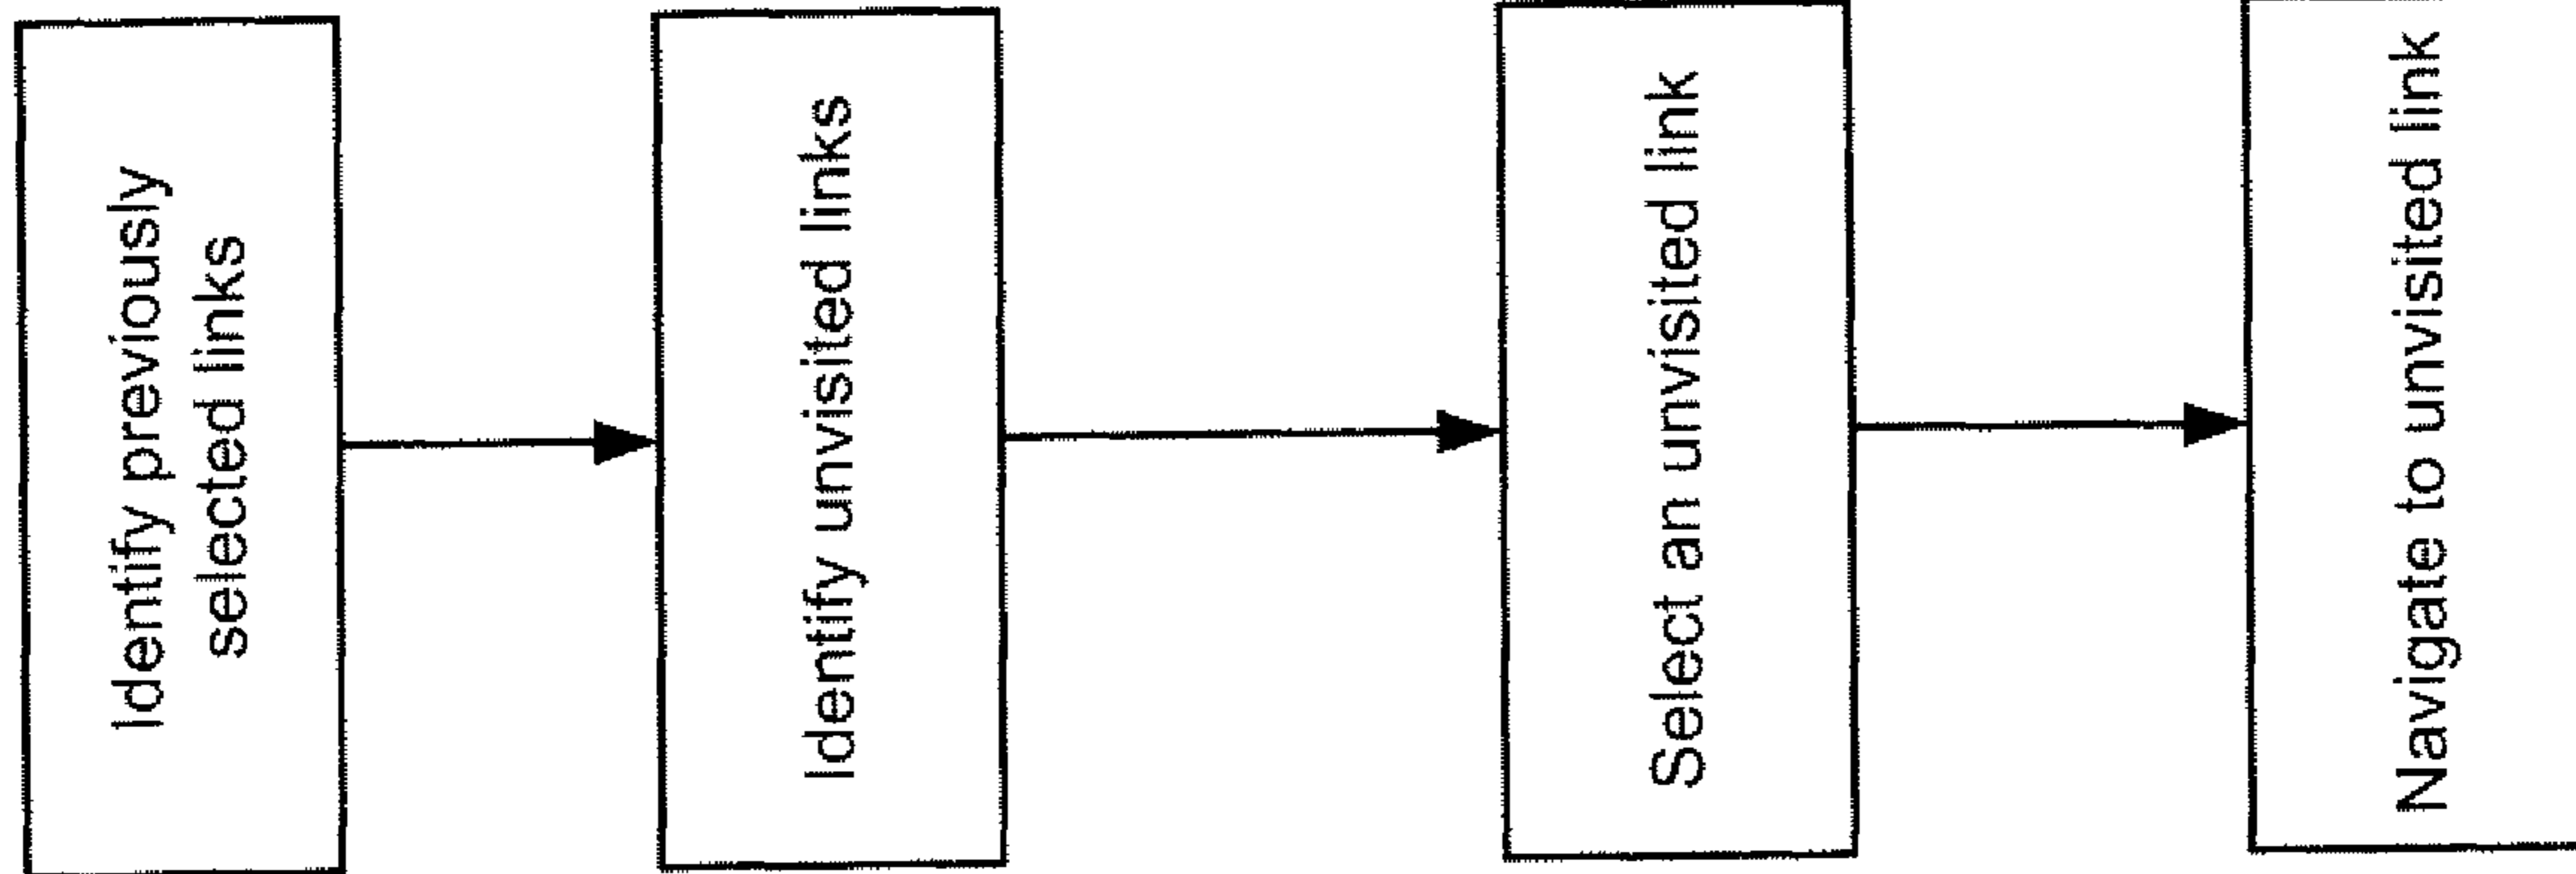 Identify previously
selected links
Identify unvisited links
Select an unvisited link
Navigate to unvisited link